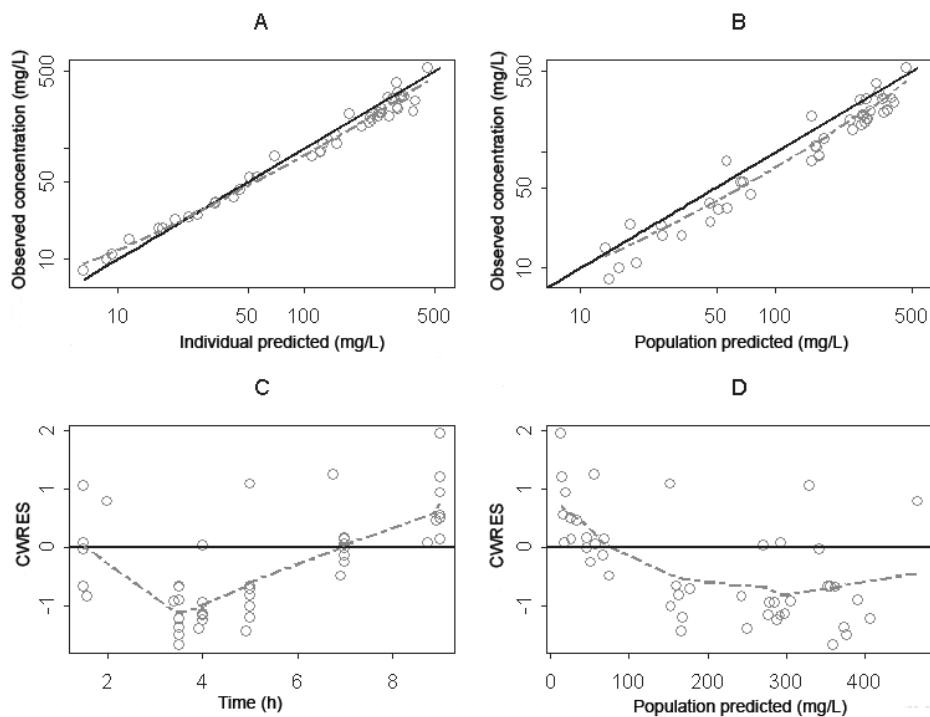 A
Observed concentration (mg/L)
500
50
10
10
50
100
500
Individual predicted (mg/L)
B
Observed concentration (mg/L)
500
50
10
10
50
100
500
Population predicted (mg/L)
C
CWRES
2
1
0
-1
2
4
6
8
Time (h)
D
CWRES
2
1
0
-1
0
100
200
300
400
Population predicted (mg/L)